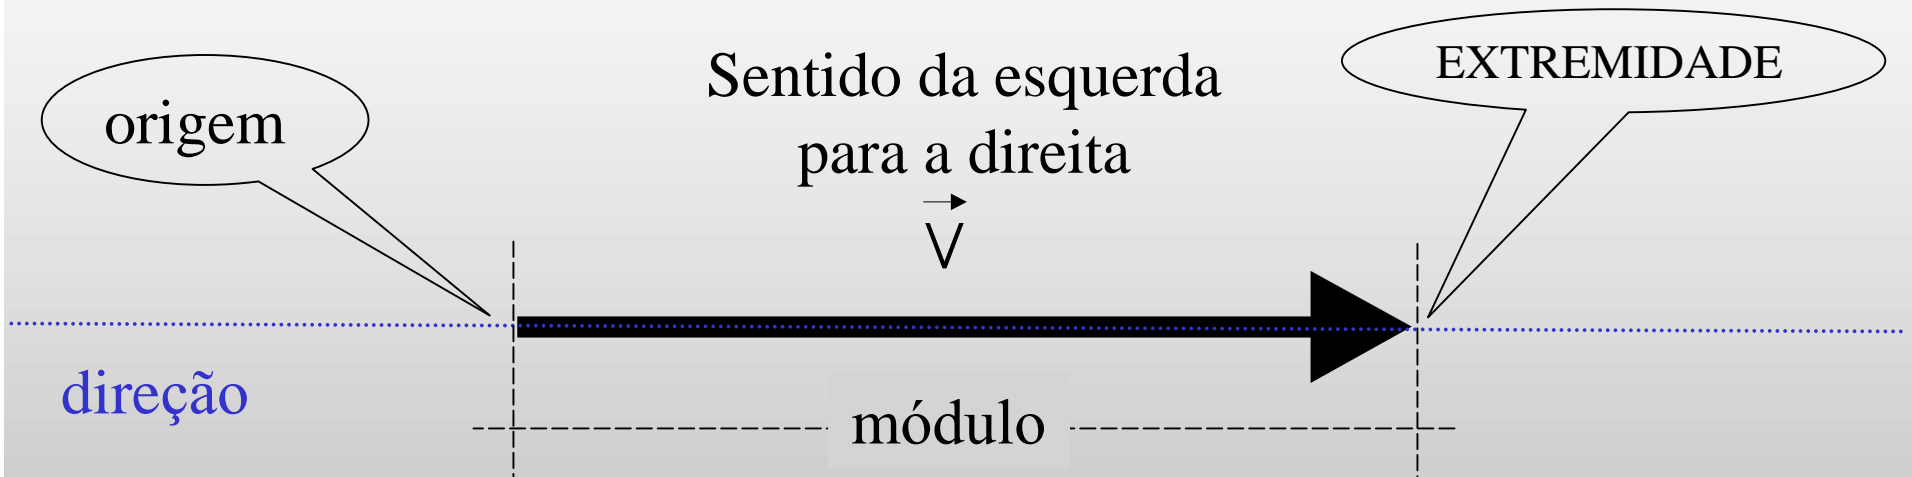 EXTREMIDADE
origem
Sentido da esquerda
para a direita
V
direção
módulo